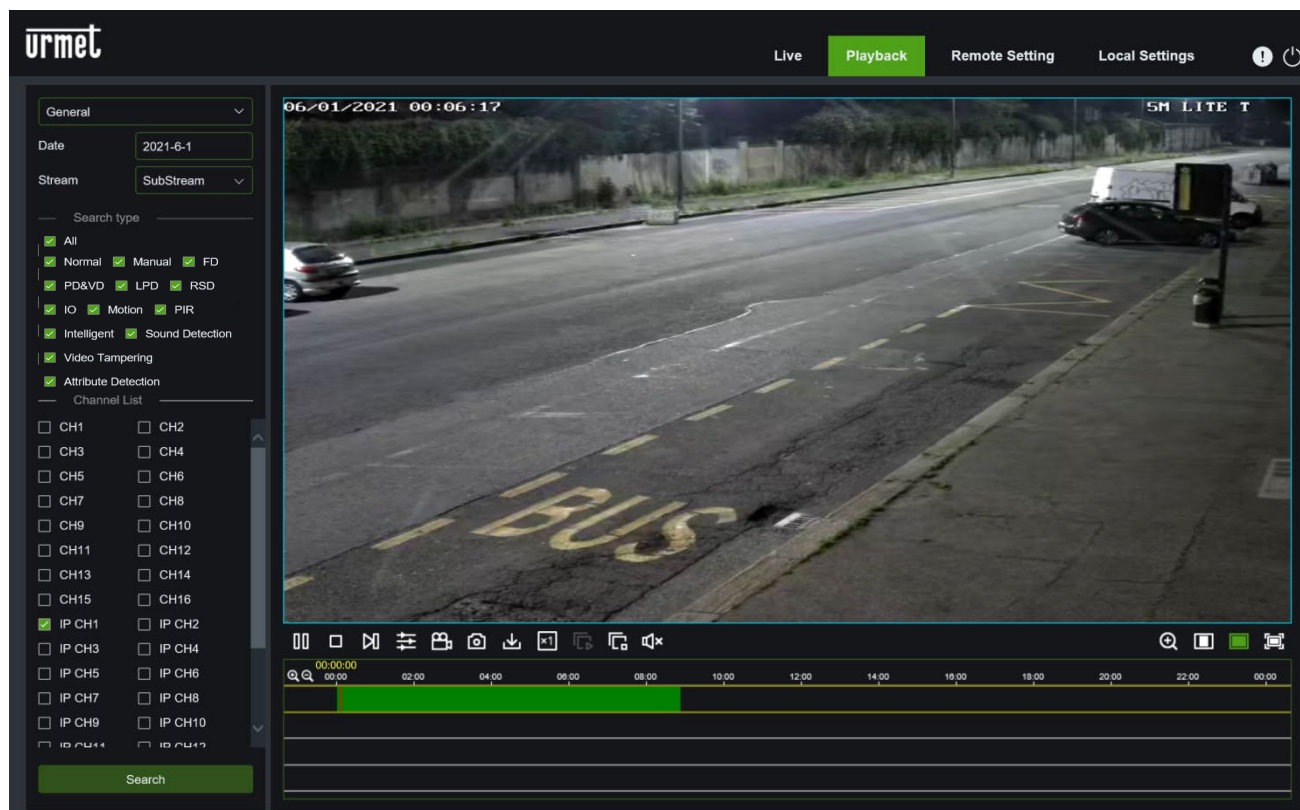 urmet
Live Playback Remote Setting Local Settings
General
Date 2021-6-1
Stream SubStream
Search type
All
Normal Manual FD
PD&VD LPD RSD
IO Motion PIR
Intelligent Sound Detection
Video Tampering
Attribute Detection
Channel List
CH1 CH2
CH3 CH4
CH5 CH6
CH7 CH8
CH9 CH10
CH11 CH12
CH13 CH14
CH15 CH16
IP CH1 IP CH2
IP CH3 IP CH4
IP CH5 IP CH6
IP CH7 IP CH8
IP CH9 IP CH10
IP CH11 IP CH12
Search
06/01/2021 00:06:17 5M LITE T
BUS
×1
00:00:00
00:00 02:00 04:00 06:00 08:00 10:00 12:00 14:00 16:00 18:00 20:00 22:00 00:00